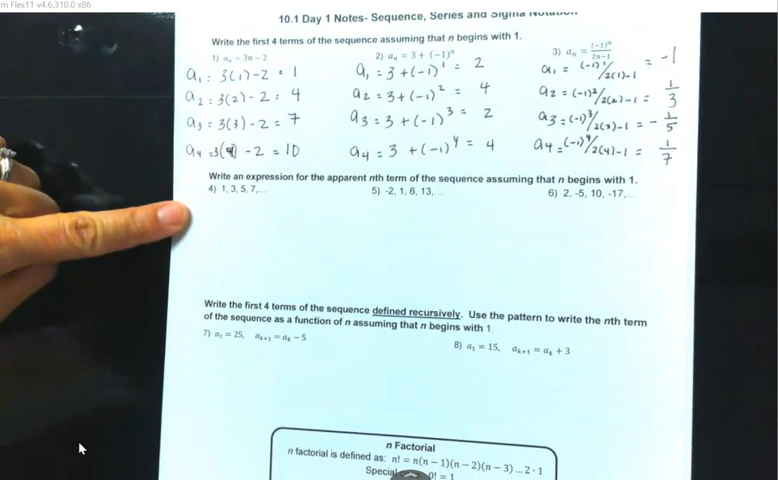 m Flex11 v4.6.310.0 x86
10.1 Day 1 Notes- Sequence, Series and Sigma Notation
Write the first 4 terms of the sequence assuming that n begins with 1.
1) aₙ = 3n − 2
a₁ = 3(1) - 2 = 1
a₂ = 3(2) - 2 = 4
a₃ = 3(3) - 2 = 7
a₄ = 3(4) - 2 = 10
2) aₙ = 3 + (−1)ⁿ
a₁ = 3 + (-1)¹ = 2
a₂ = 3 + (-1)² = 4
a₃ = 3 + (-1)³ = 2
a₄ = 3 + (-1)⁴ = 4
3) aₙ = (−1)ⁿ/2n−1
a₁ = (-1)¹/2(1)-1 = -1
a₂ = (-1)²/2(2)-1 = 1/3
a₃ = (-1)³/2(3)-1 = - 1/5
a₄ = (-1)⁴/2(4)-1 = 1/7
Write an expression for the apparent nth term of the sequence assuming that n begins with 1.
4) 1, 3, 5, 7,...
5) -2, 1, 6, 13,...
6) 2, -5, 10, -17,...
Write the first 4 terms of the sequence defined recursively. Use the pattern to write the nth term
of the sequence as a function of n assuming that n begins with 1.
7) a₁ = 25, aₖ₊₁ = aₖ − 5
8) a₁ = 15, aₖ₊₁ = aₖ + 3
n Factorial
n factorial is defined as: n! = n(n − 1)(n − 2)(n − 3) ... 2 · 1
Special 0! = 1